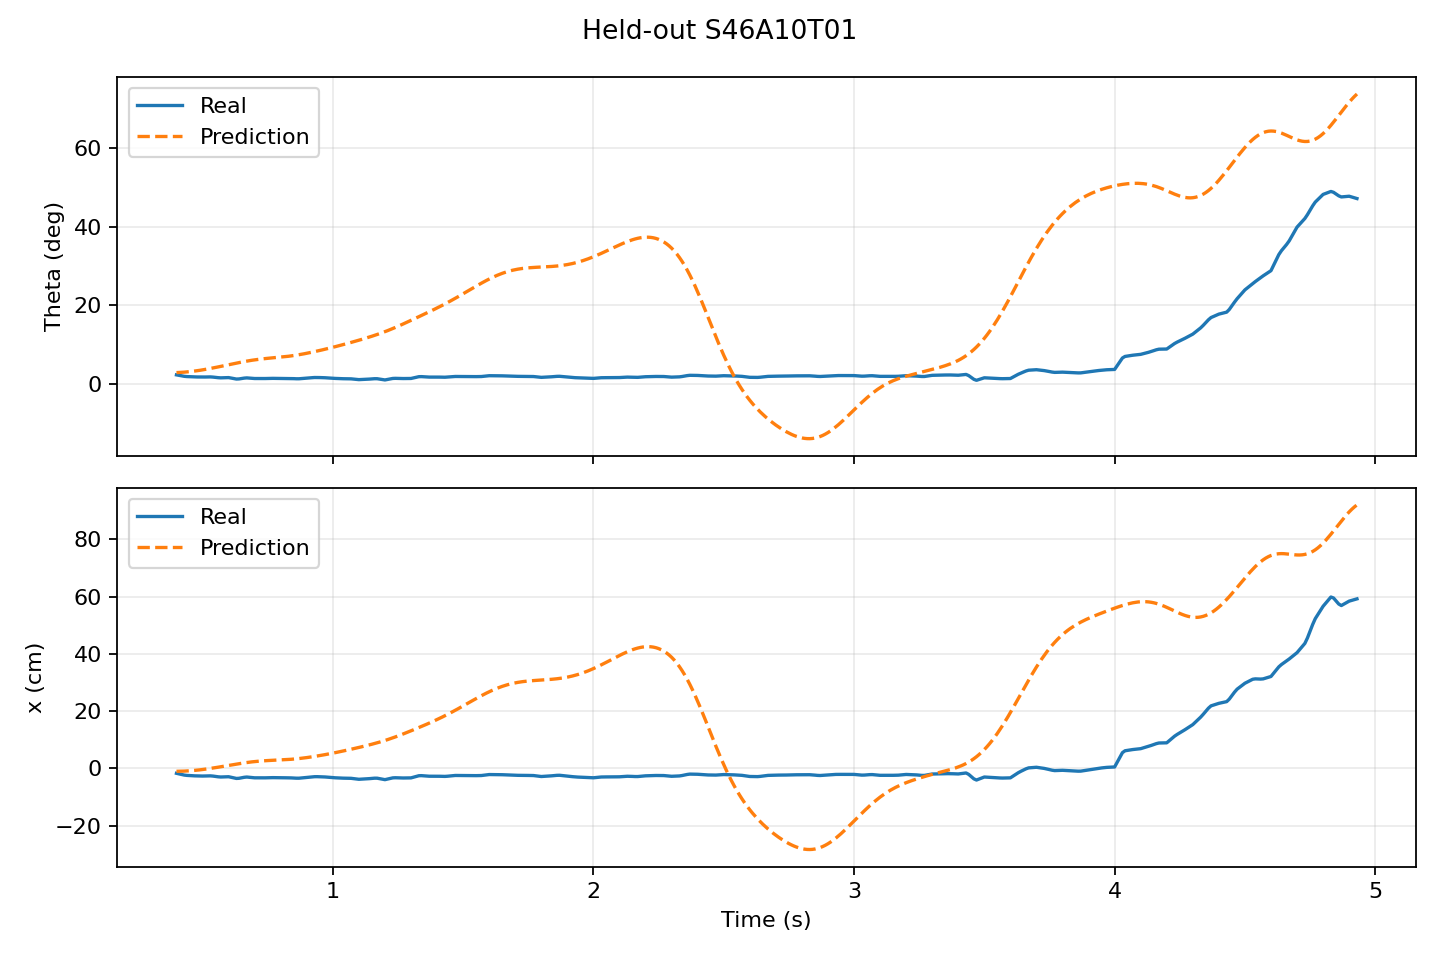 Held-out S46A10T01
Real
Prediction
60
40
20
0
Theta (deg)
Real
Prediction
80
60
40
20
0
−20
x (cm)
1 2 3 4 5
Time (s)